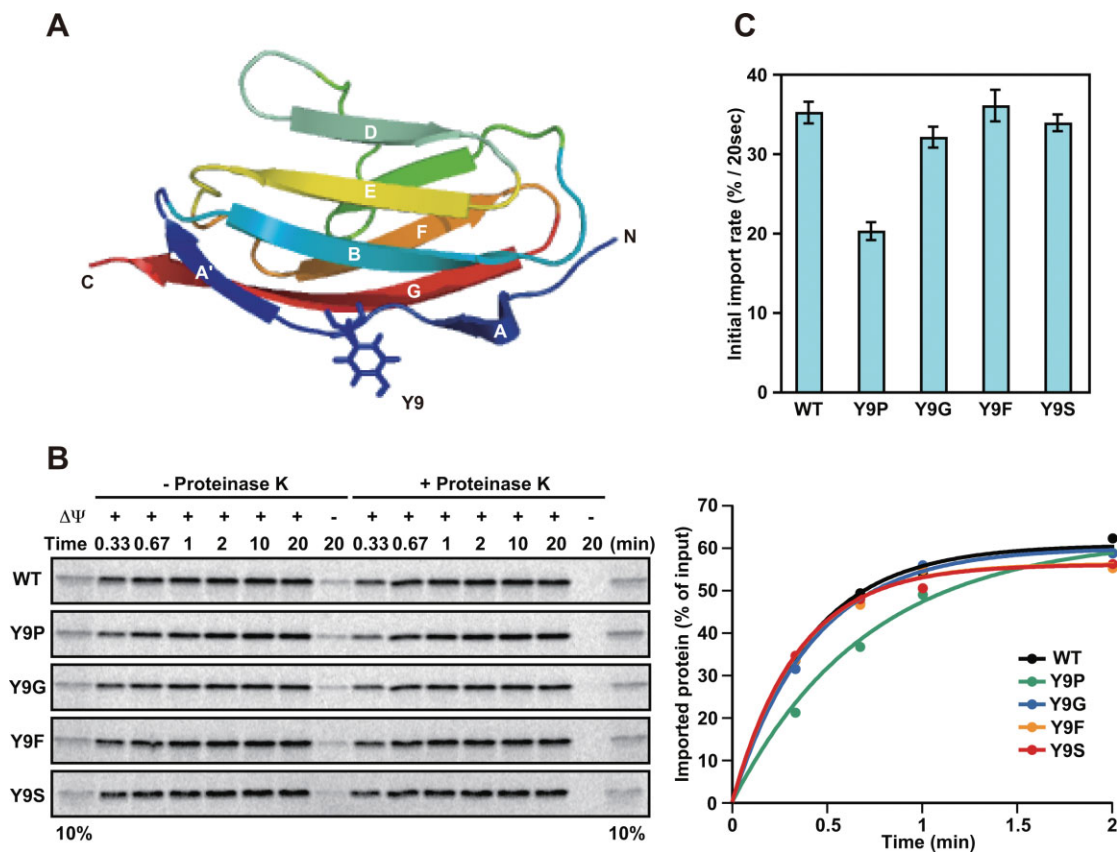 A
D
E
F
B
N
C
A'
G
A
Y9
C
Initial import rate (% / 20sec)
40
30
20
10
0
WT Y9P Y9G Y9F Y9S
B
- Proteinase K + Proteinase K
ΔΨ + + + + + + - + + + + + + -
Time 0.33 0.67 1 2 10 20 20 0.33 0.67 1 2 10 20 20 (min)
WT
Y9P
Y9G
Y9F
Y9S
10% 10%
Imported protein (% of input)
70
60
50
40
30
20
10
0
WT
Y9P
Y9G
Y9F
Y9S
0 0.5 1 1.5 2
Time (min)